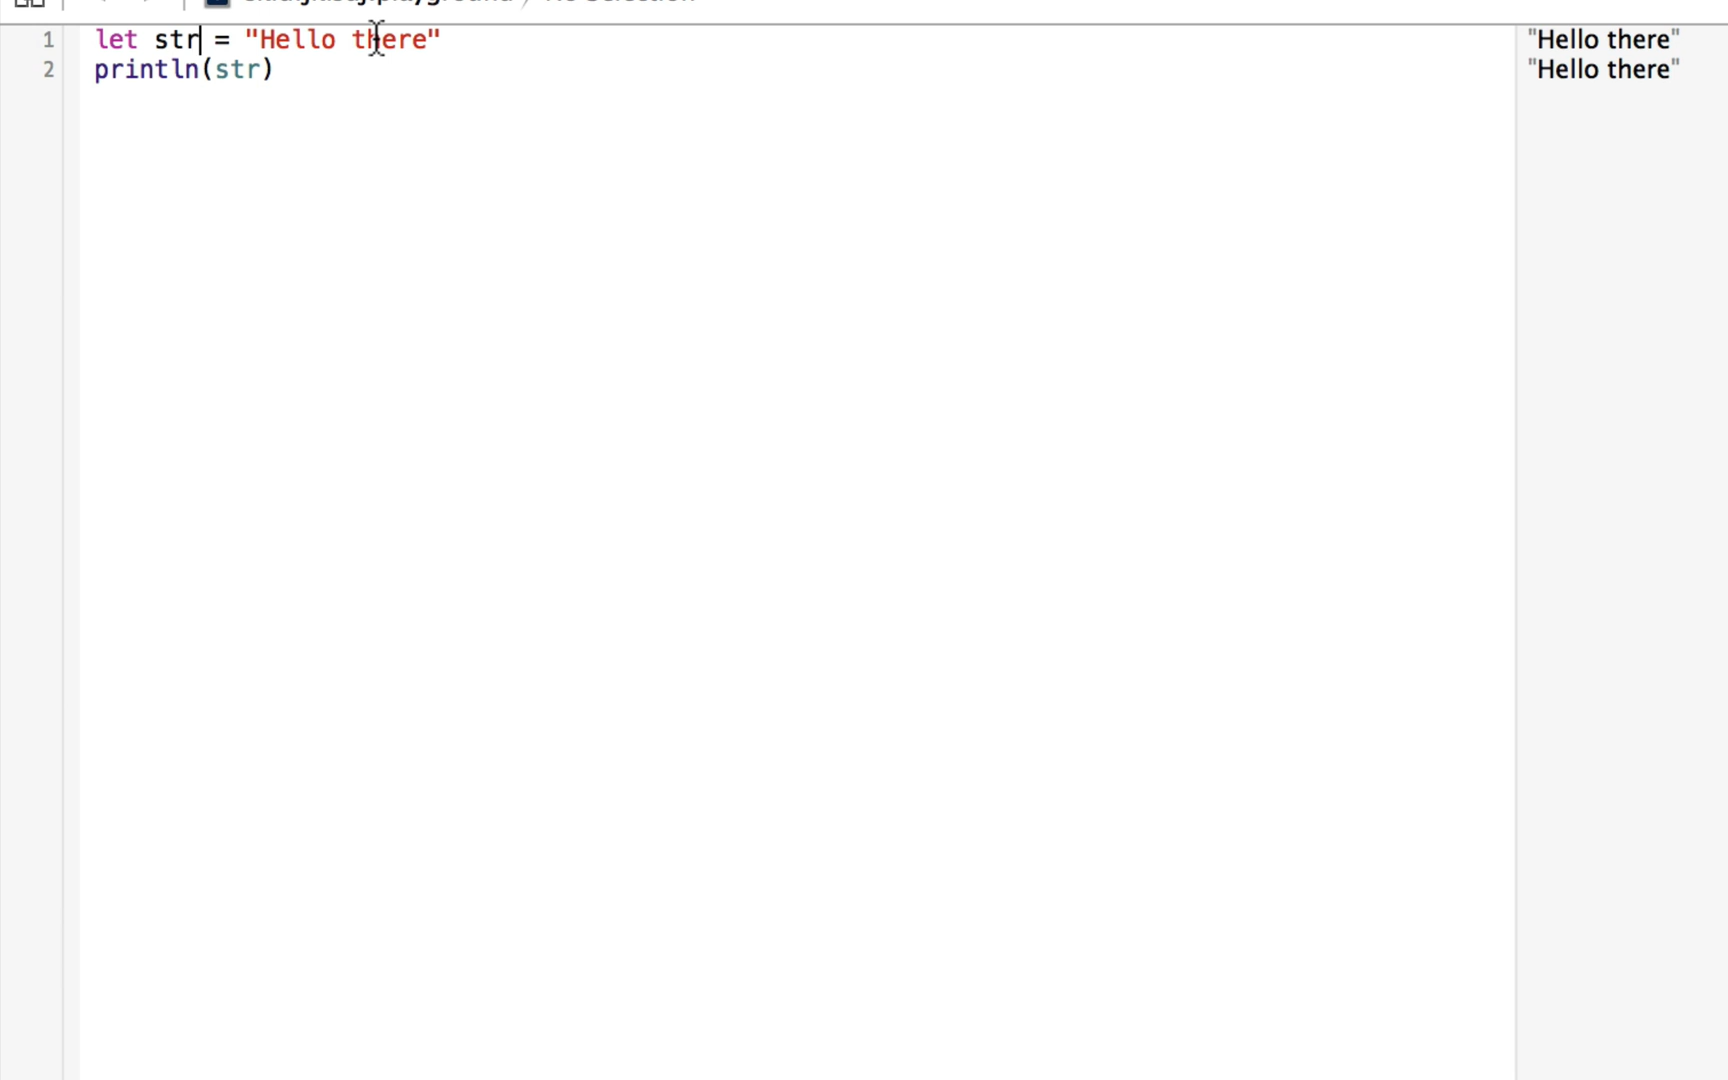 1 let str = "Hello there"
2 println(str)
"Hello there"
"Hello there"